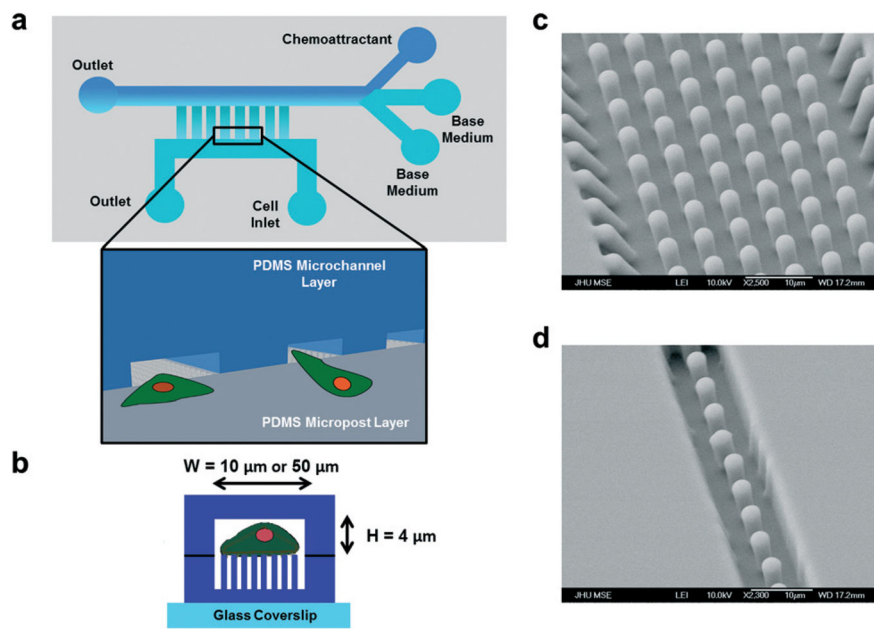 a
Chemoattractant
Outlet
Base
Medium
Base
Medium
Outlet
Cell
Inlet
PDMS Microchannel
Layer
PDMS Micropost Layer
b
W = 10 μm or 50 μm
H = 4 μm
Glass Coverslip
c
JHU MSE LEI 10.0kV X2,500 10μm WD 17.2mm
d
JHU MSE LEI 10.0kV X2,300 10μm WD 17.2mm